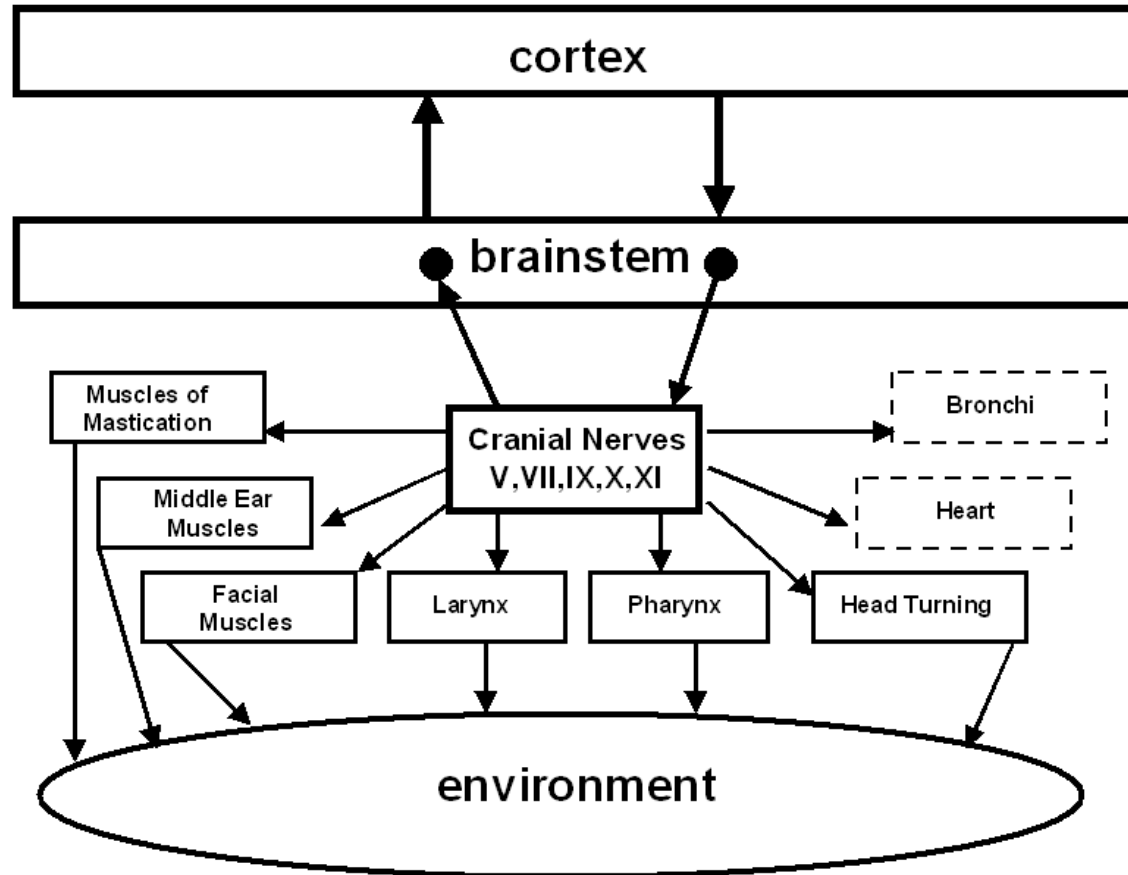 cortex
brainstem
Muscles of
Mastication
Bronchi
Cranial Nerves
V,VII,IX,X,XI
Middle Ear
Muscles
Heart
Facial
Muscles
Larynx
Pharynx
Head Turning
environment